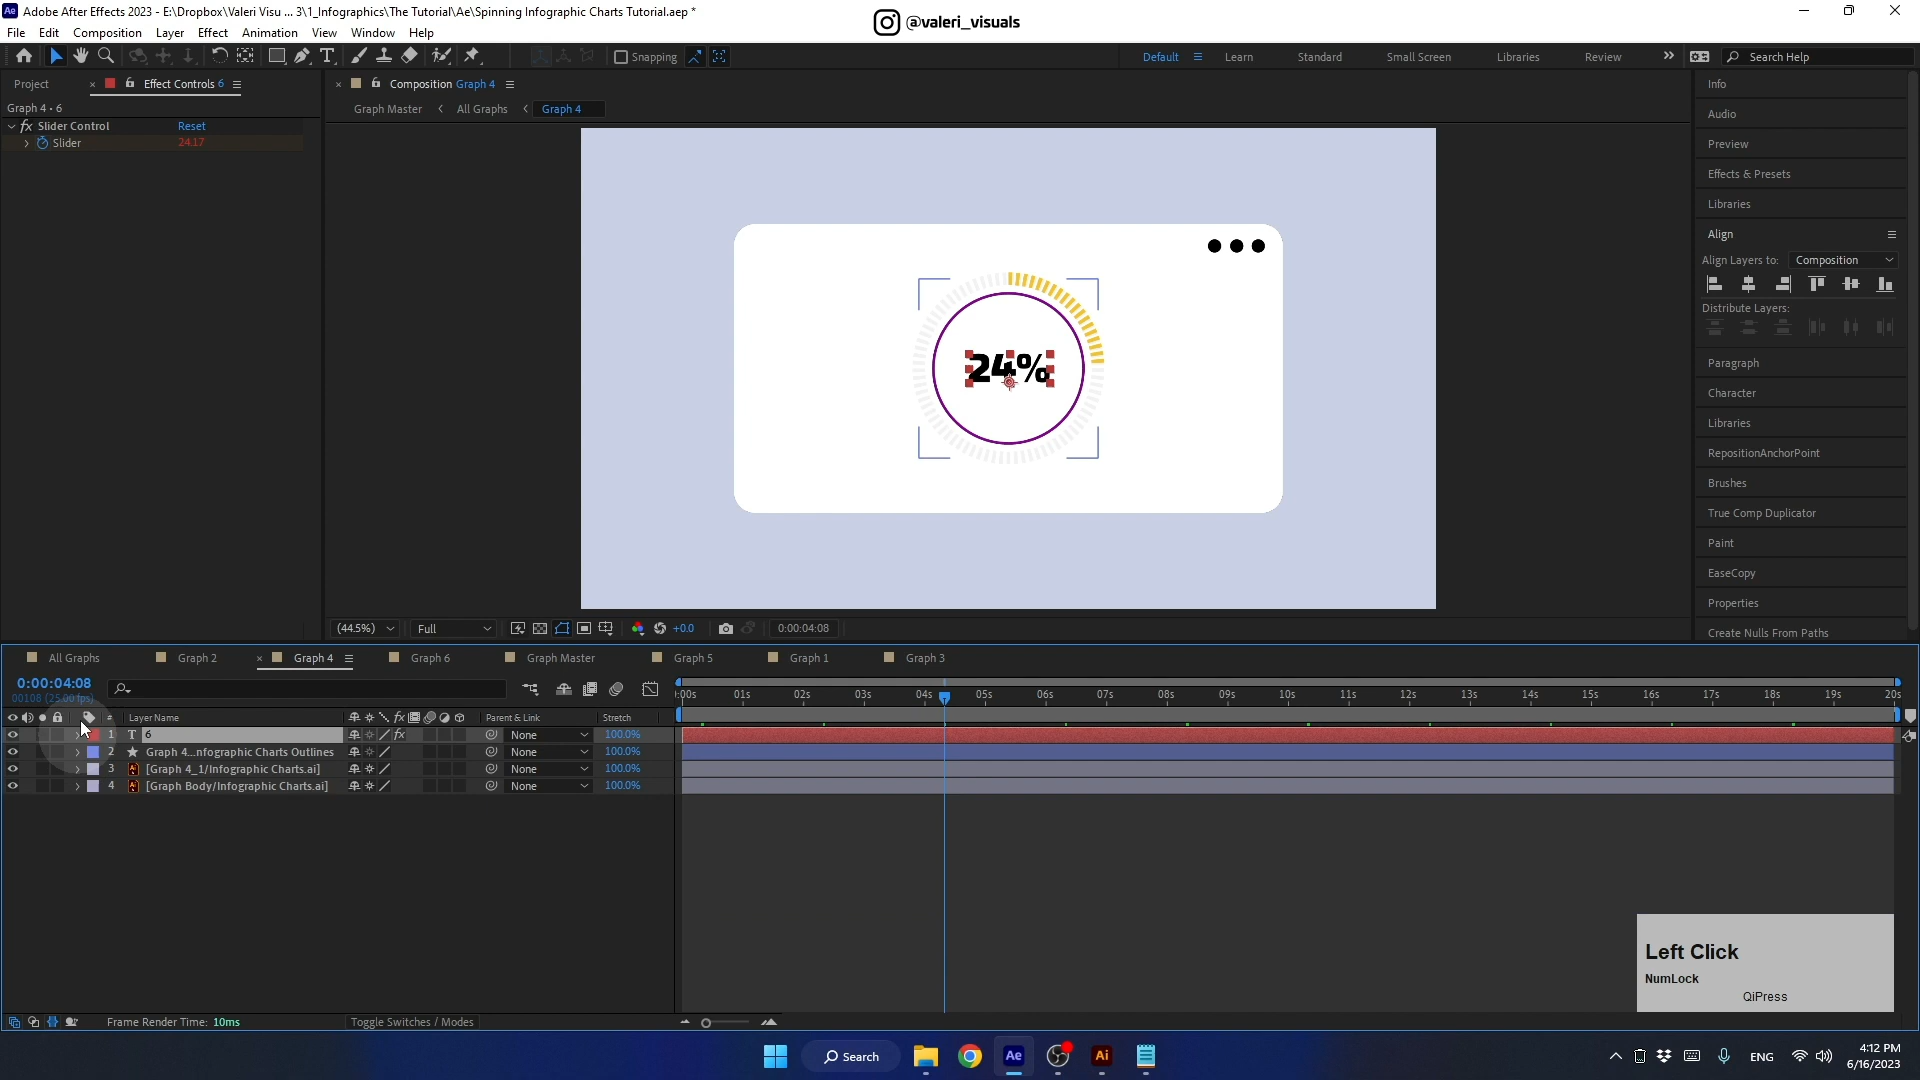 Adobe After Effects 2023 - E:\Dropbox\Valeri Visu ... 3\1_Infographics\The Tutorial\Ae\Spinning Infographic Charts Tutorial.aep *
@valeri_visuals
File Edit Composition Layer Effect Animation View Window Help
Snapping
Default Learn Standard Small Screen Libraries Review Search Help
Project Effect Controls 6
Composition Graph 4
Info
Graph 4 • 6
Graph Master All Graphs Graph 4
Audio
fx Slider Control Reset
Slider 24.17
Preview
Effects & Presets
Libraries
Align
Align Layers to: Composition
Distribute Layers:
Paragraph
Character
Libraries
RepositionAnchorPoint
Brushes
True Comp Duplicator
Paint
EaseCopy
Properties
Create Nulls From Paths
24%
(44.5%) Full +0.0 0:00:04:08
All Graphs Graph 2 Graph 4 Graph 6 Graph Master Graph 5 Graph 1 Graph 3
0:00:04:08
00108 (25.00 fps)
:00s 01s 02s 03s 04s 05s 06s 07s 08s 09s 10s 11s 12s 13s 14s 15s 16s 17s 18s 19s 20s
# Layer Name fx Parent & Link Stretch
1 T 6 fx None 100.0%
2 Graph 4...nfographic Charts Outlines None 100.0%
3 [Graph 4_1/Infographic Charts.ai] None 100.0%
4 [Graph Body/Infographic Charts.ai] None 100.0%
Left Click
NumLock
QiPress
Frame Render Time: 10ms
Toggle Switches / Modes
Search
Ae
Ai
ENG
4:12 PM
6/16/2023